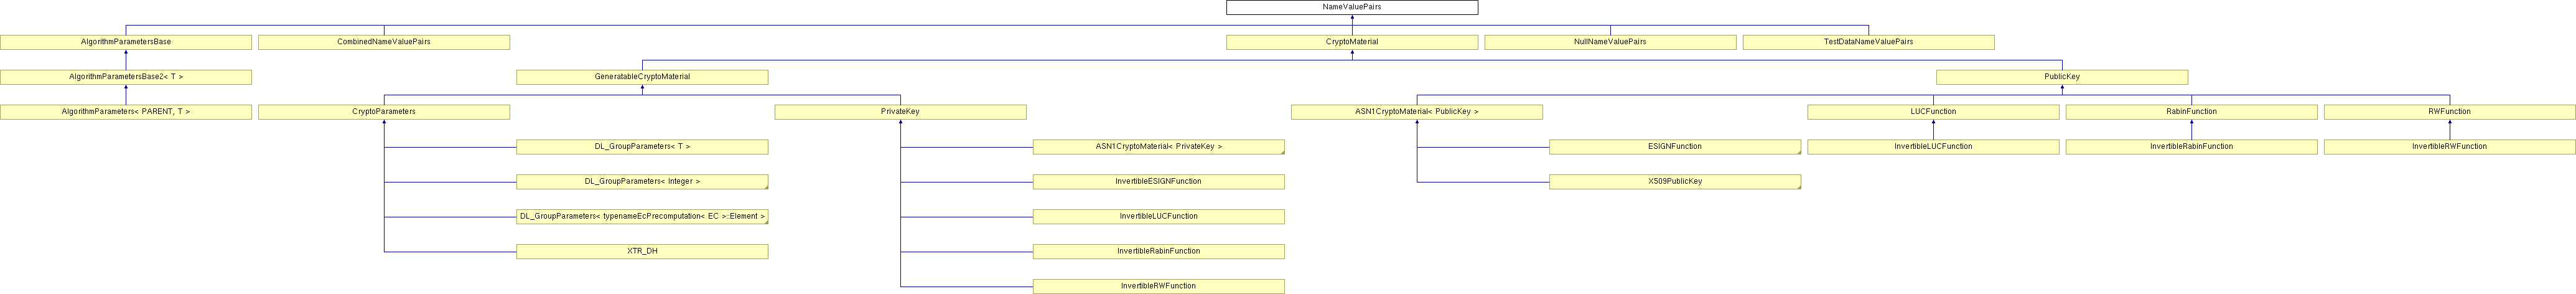 NameValuePairs
AlgorithmParametersBase
CombinedNameValuePairs
CryptoMaterial
NullNameValuePairs
TestDataNameValuePairs
AlgorithmParametersBase2< T >
GeneratableCryptoMaterial
PublicKey
AlgorithmParameters< PARENT, T >
CryptoParameters
PrivateKey
ASN1CryptoMaterial< PublicKey >
LUCFunction
RabinFunction
RWFunction
DL_GroupParameters< T >
ASN1CryptoMaterial< PrivateKey >
ESIGNFunction
InvertibleLUCFunction
InvertibleRabinFunction
InvertibleRWFunction
DL_GroupParameters< Integer >
InvertibleESIGNFunction
X509PublicKey
DL_GroupParameters< typenameEcPrecomputation< EC >::Element >
InvertibleLUCFunction
XTR_DH
InvertibleRabinFunction
InvertibleRWFunction